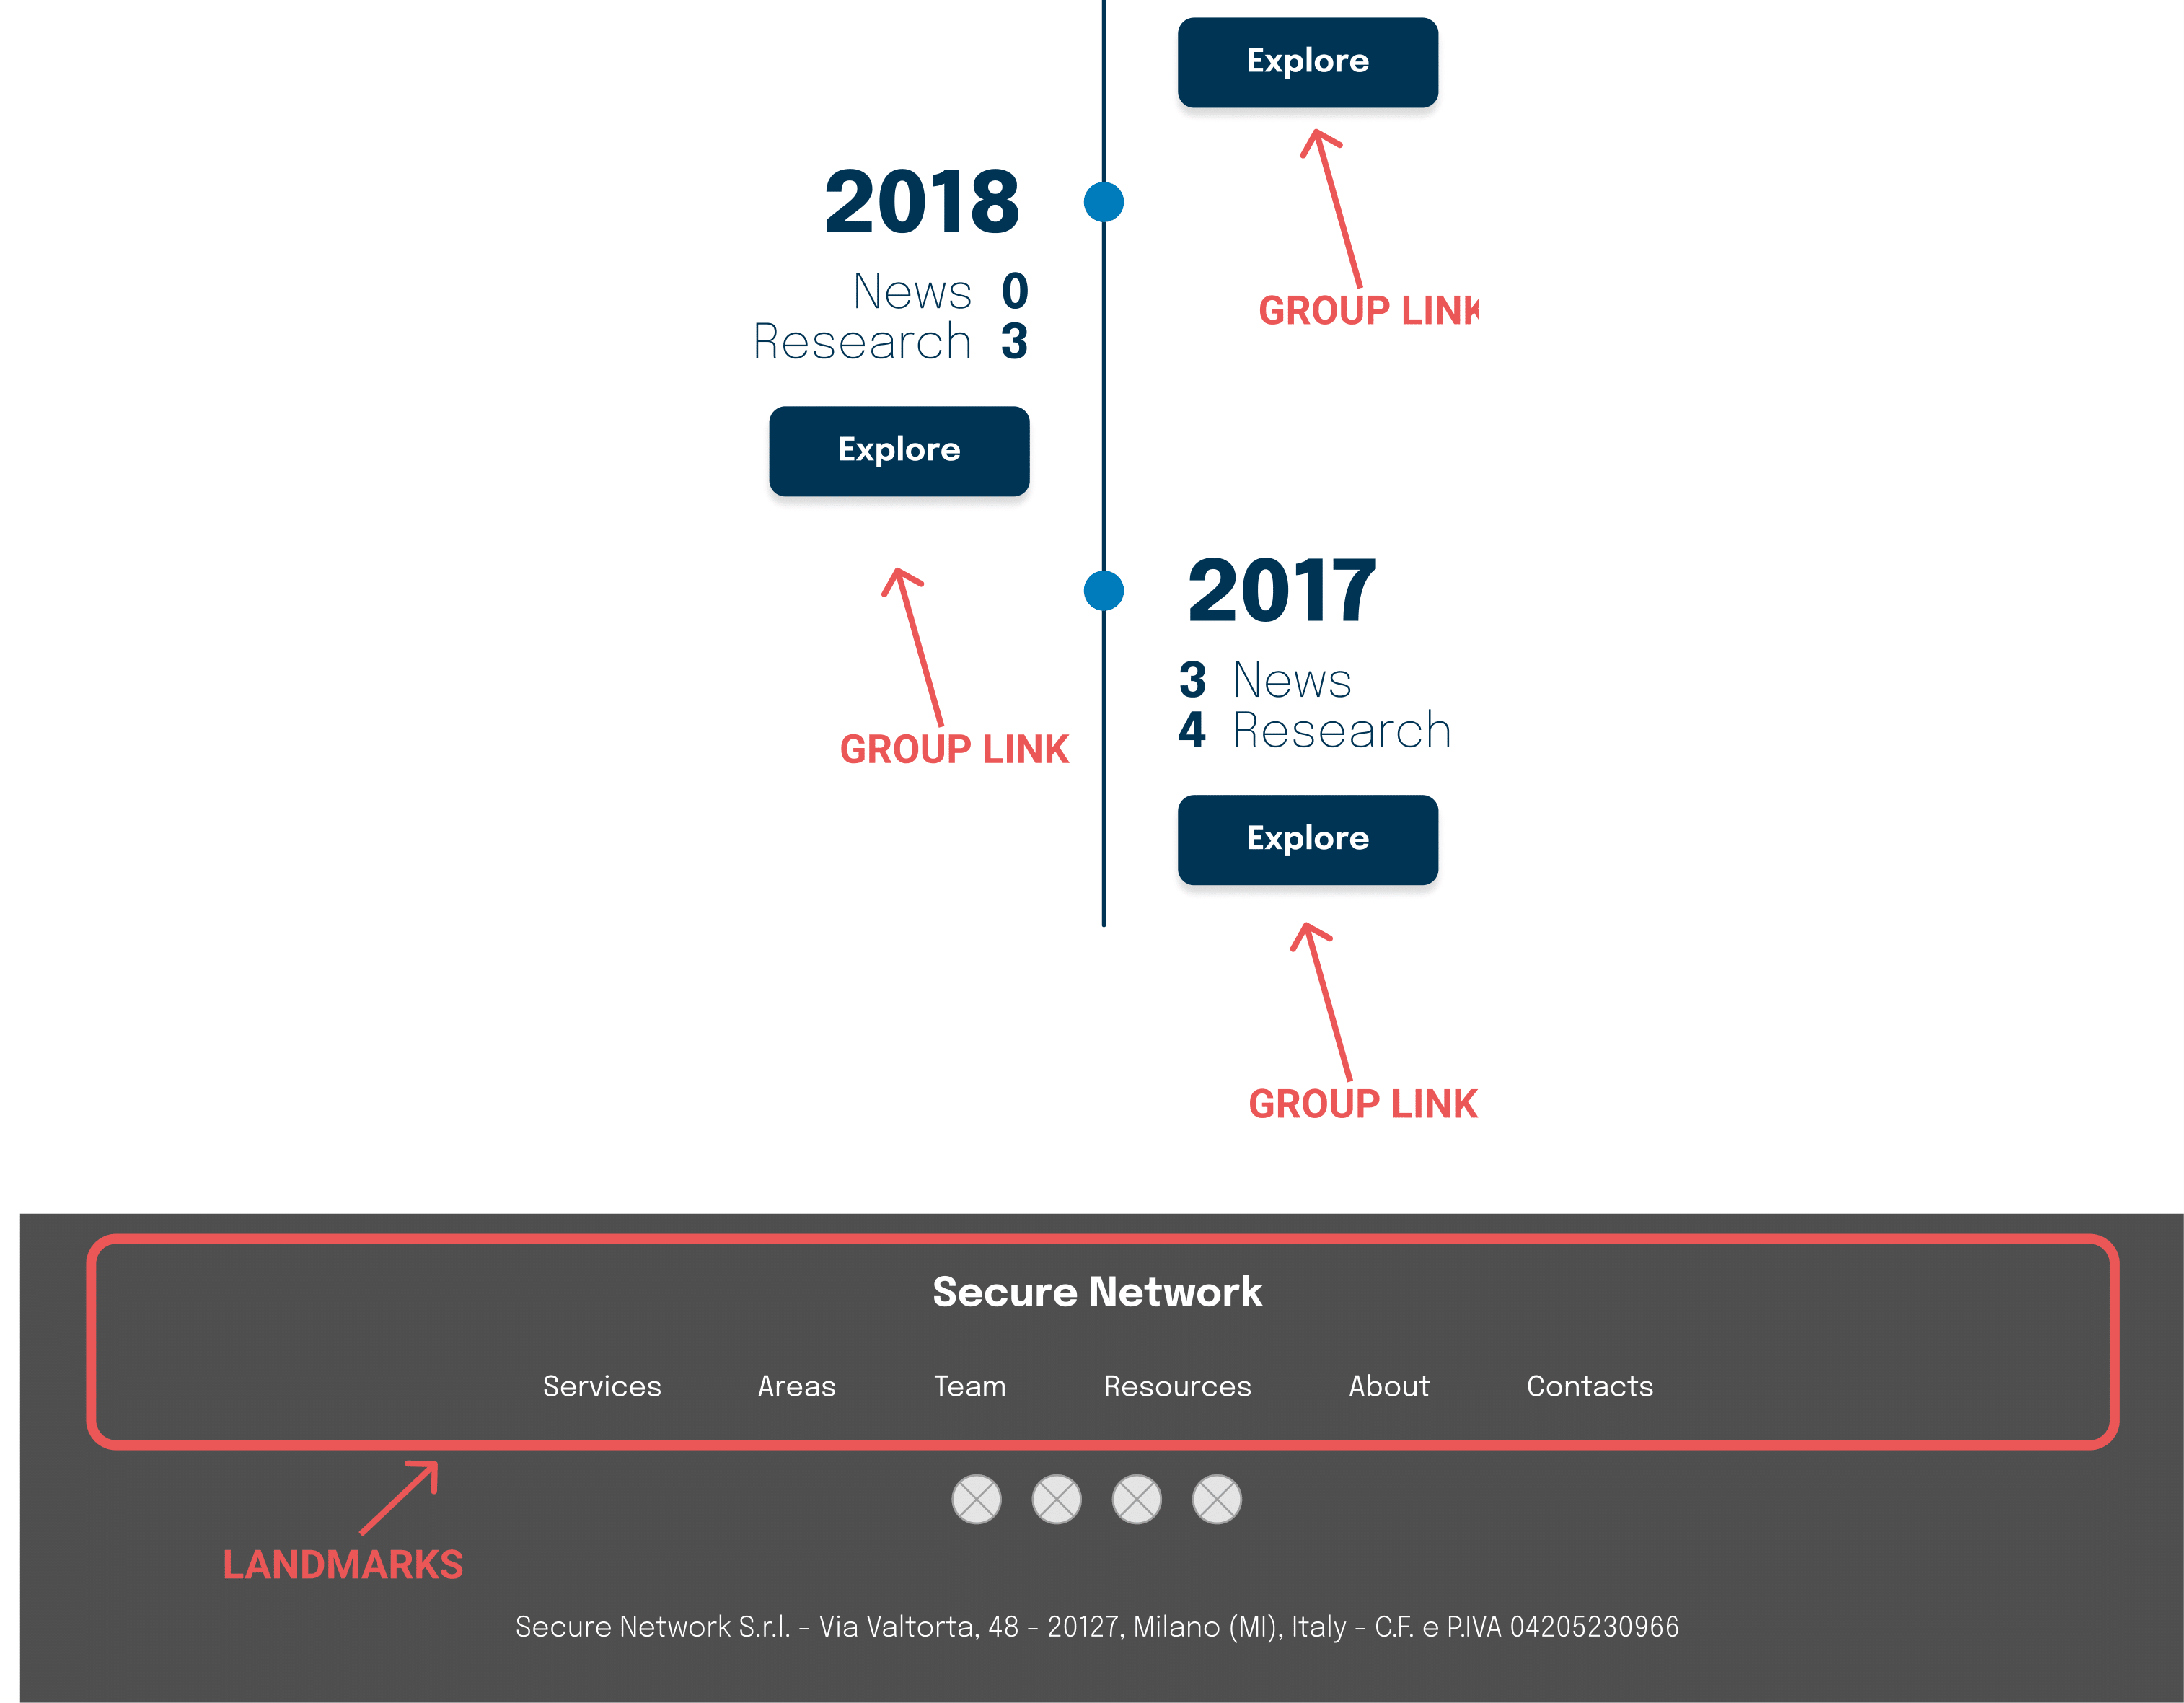 Explore
GROUP LINK
2018
News 0
Research 3
Explore
GROUP LINK
2017
3 News
4 Research
Explore
GROUP LINK
Secure Network
Services Areas Team Resources About Contacts
LANDMARKS
Secure Network S.r.l. – Via Valtorta, 48 – 20127, Milano (MI), Italy – C.F. e P.IVA 04205230966